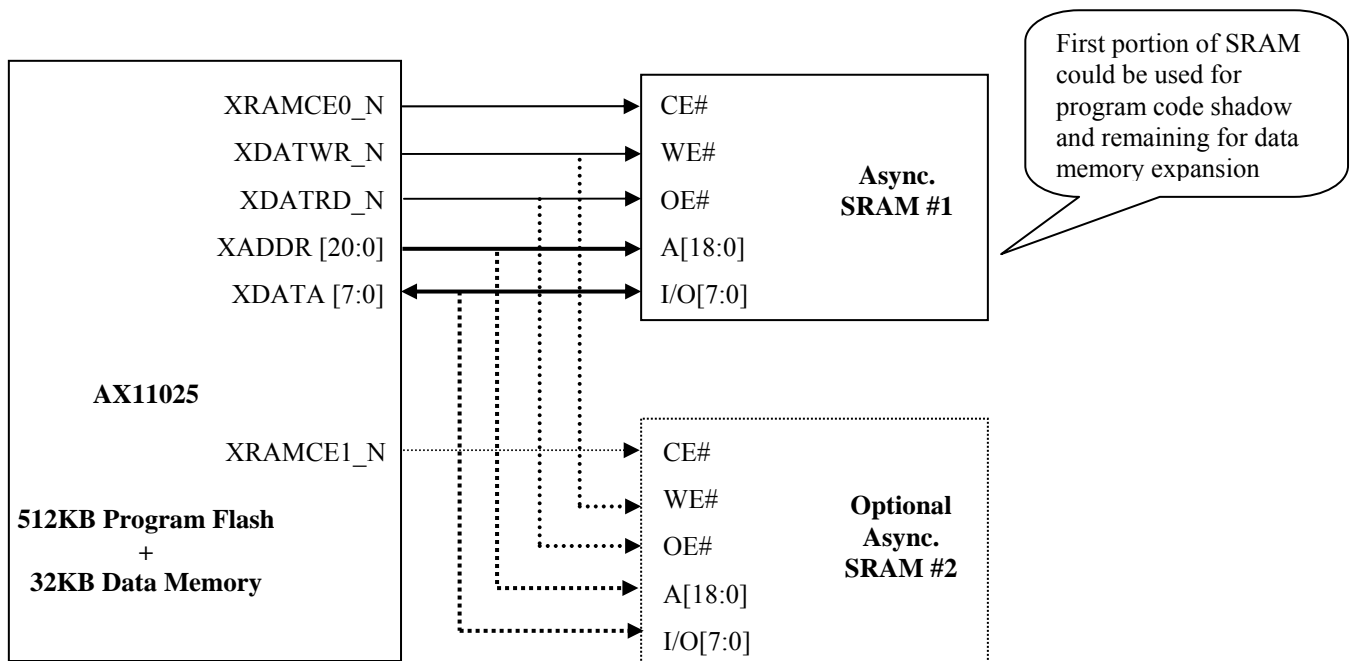 First portion of SRAM
could be used for
program code shadow
and remaining for data
memory expansion
XRAMCE0_N
XDATWR_N
XDATRD_N
XADDR [20:0]
XDATA [7:0]
AX11025
XRAMCE1_N
512KB Program Flash
+
32KB Data Memory
CE#
WE#
OE#
A[18:0]
I/O[7:0]
Async.
SRAM #1
CE#
WE#
OE#
A[18:0]
I/O[7:0]
Optional
Async.
SRAM #2